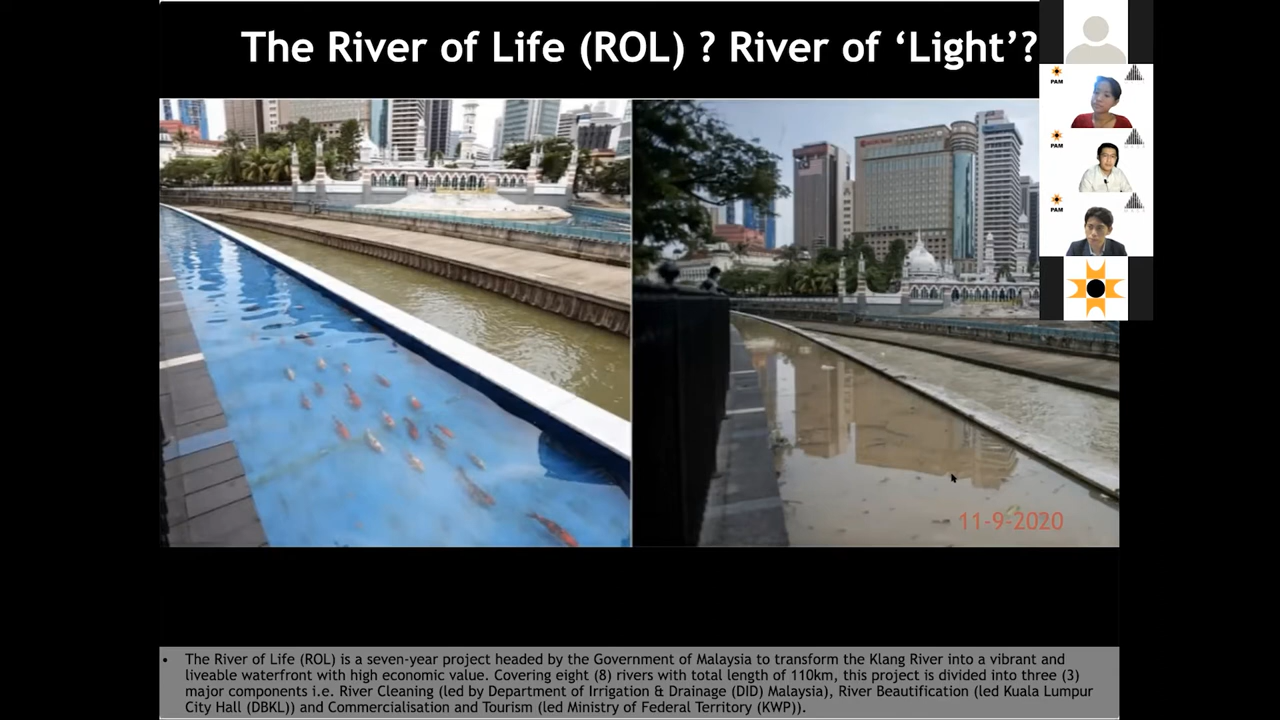 The River of Life (ROL) ? River of ‘Light’?
PAM
PAM
PAM
11-9-2020
• The River of Life (ROL) is a seven-year project headed by the Government of Malaysia to transform the Klang River into a vibrant and
liveable waterfront with high economic value. Covering eight (8) rivers with total length of 110km, this project is divided into three (3)
major components i.e. River Cleaning (led by Department of Irrigation & Drainage (DID) Malaysia), River Beautification (led Kuala Lumpur
City Hall (DBKL)) and Commercialisation and Tourism (led Ministry of Federal Territory (KWP)).